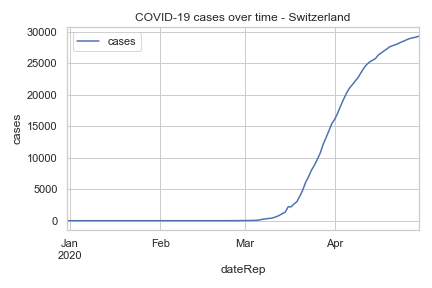 COVID-19 cases over time - Switzerland
cases
30000
25000
20000
15000
10000
5000
0
cases
Jan Feb Mar Apr
2020
dateRep